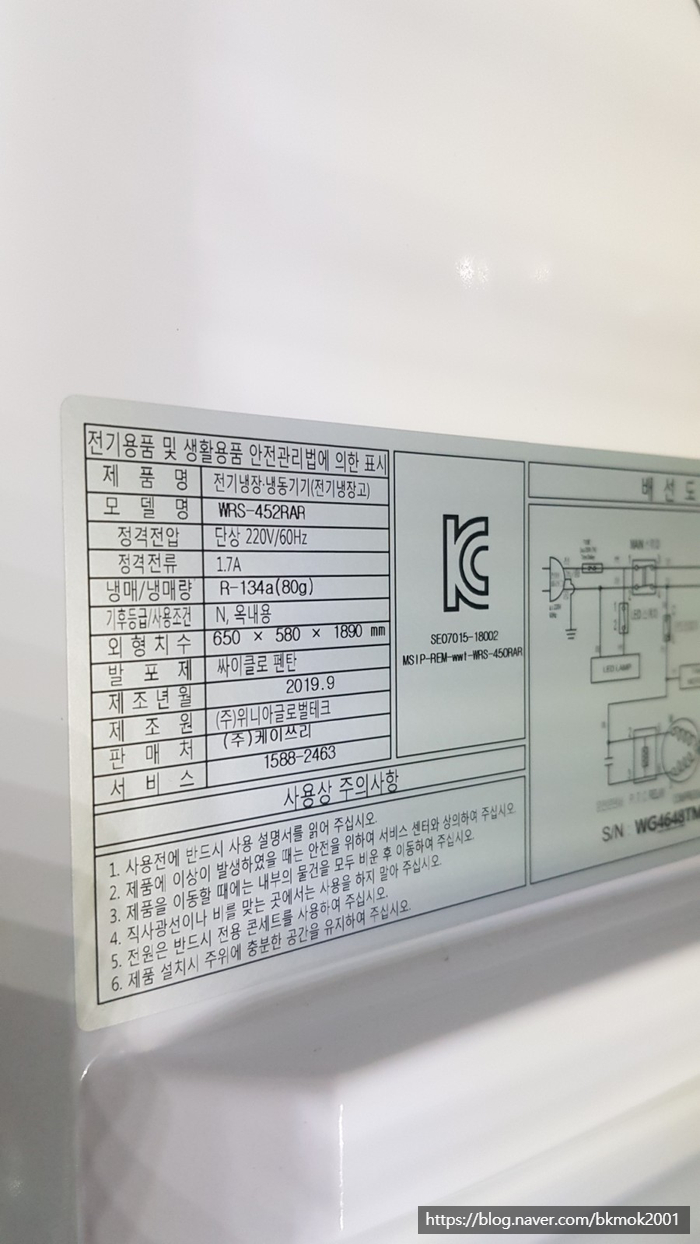 전기용품 및 생활용품 안전관리법에 의한 표시
제 품 명 전기냉장·냉동기기(전기냉장고)
모 델 명 WRS-452RAR
정격전압 단상 220V/60Hz
정격전류 1.7A
냉매/냉매량 R-134a(80g)
기후등급/사용조건 N, 옥내용
외 형 치 수 650 × 580 × 1890 mm
발 포 제 싸이클로 펜탄
제 조 년 월 2019.9
제 조 원 (주)위니아글로벌테크
판 매 처 (주)케이쓰리
서 비 스 1588-2463
SE07015-18002
MSIP-REM-wwt-WRS-450RAR
사용상 주의사항
1. 사용전에 반드시 사용 설명서를 읽어 주십시오.
2. 제품에 이상이 발생하였을 때는 안전을 위하여 서비스 센터와 상의하여 주십시오.
3. 제품을 이동할 때에는 내부의 물건을 모두 비운 후 이동하여 주십시오.
4. 직사광선이나 비를 맞는 곳에서는 사용을 하지 말아 주십시오.
5. 전원은 반드시 전용 콘세트를 사용하여 주십시오.
6. 제품 설치시 주위에 충분한 공간을 유지하여 주십시오.
배 선 도
LED LAMP
P.T.C RELAY
S/N WG4648TM
https://blog.naver.com/bkmok2001